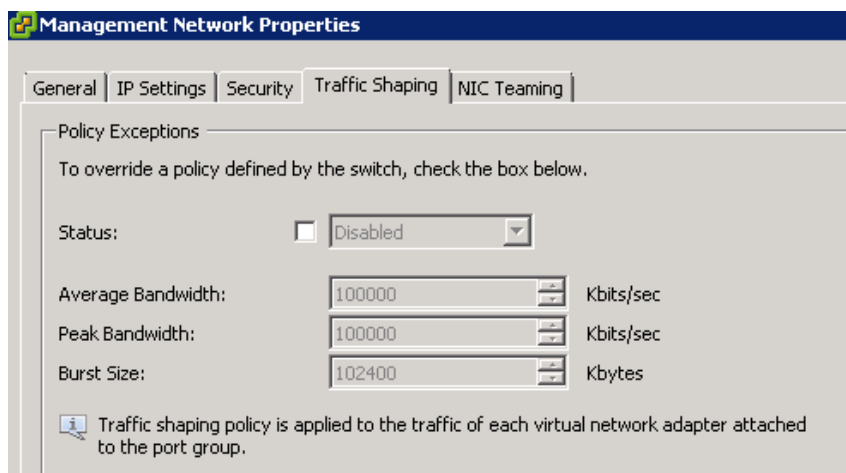 Management Network Properties
General IP Settings Security Traffic Shaping NIC Teaming
Policy Exceptions
To override a policy defined by the switch, check the box below.
Status: Disabled
Average Bandwidth: 100000 Kbits/sec
Peak Bandwidth: 100000 Kbits/sec
Burst Size: 102400 Kbytes
Traffic shaping policy is applied to the traffic of each virtual network adapter attached
to the port group.